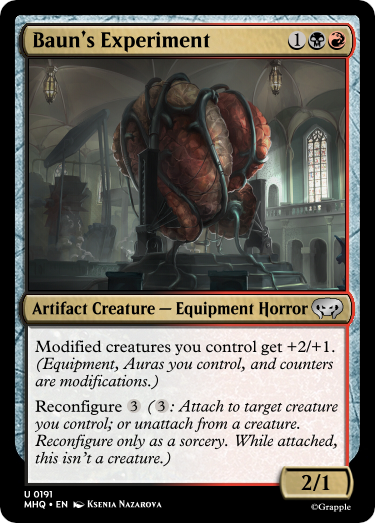 Baun's Experiment 1
Artifact Creature — Equipment Horror
Modified creatures you control get +2/+1.
(Equipment, Auras you control, and counters
are modifications.)
Reconfigure 3 (3: Attach to target creature
you control; or unattach from a creature.
Reconfigure only as a sorcery. While attached,
this isn't a creature.)
2/1
U 0191
MHQ • EN Ksenia Nazarova
©Grapple